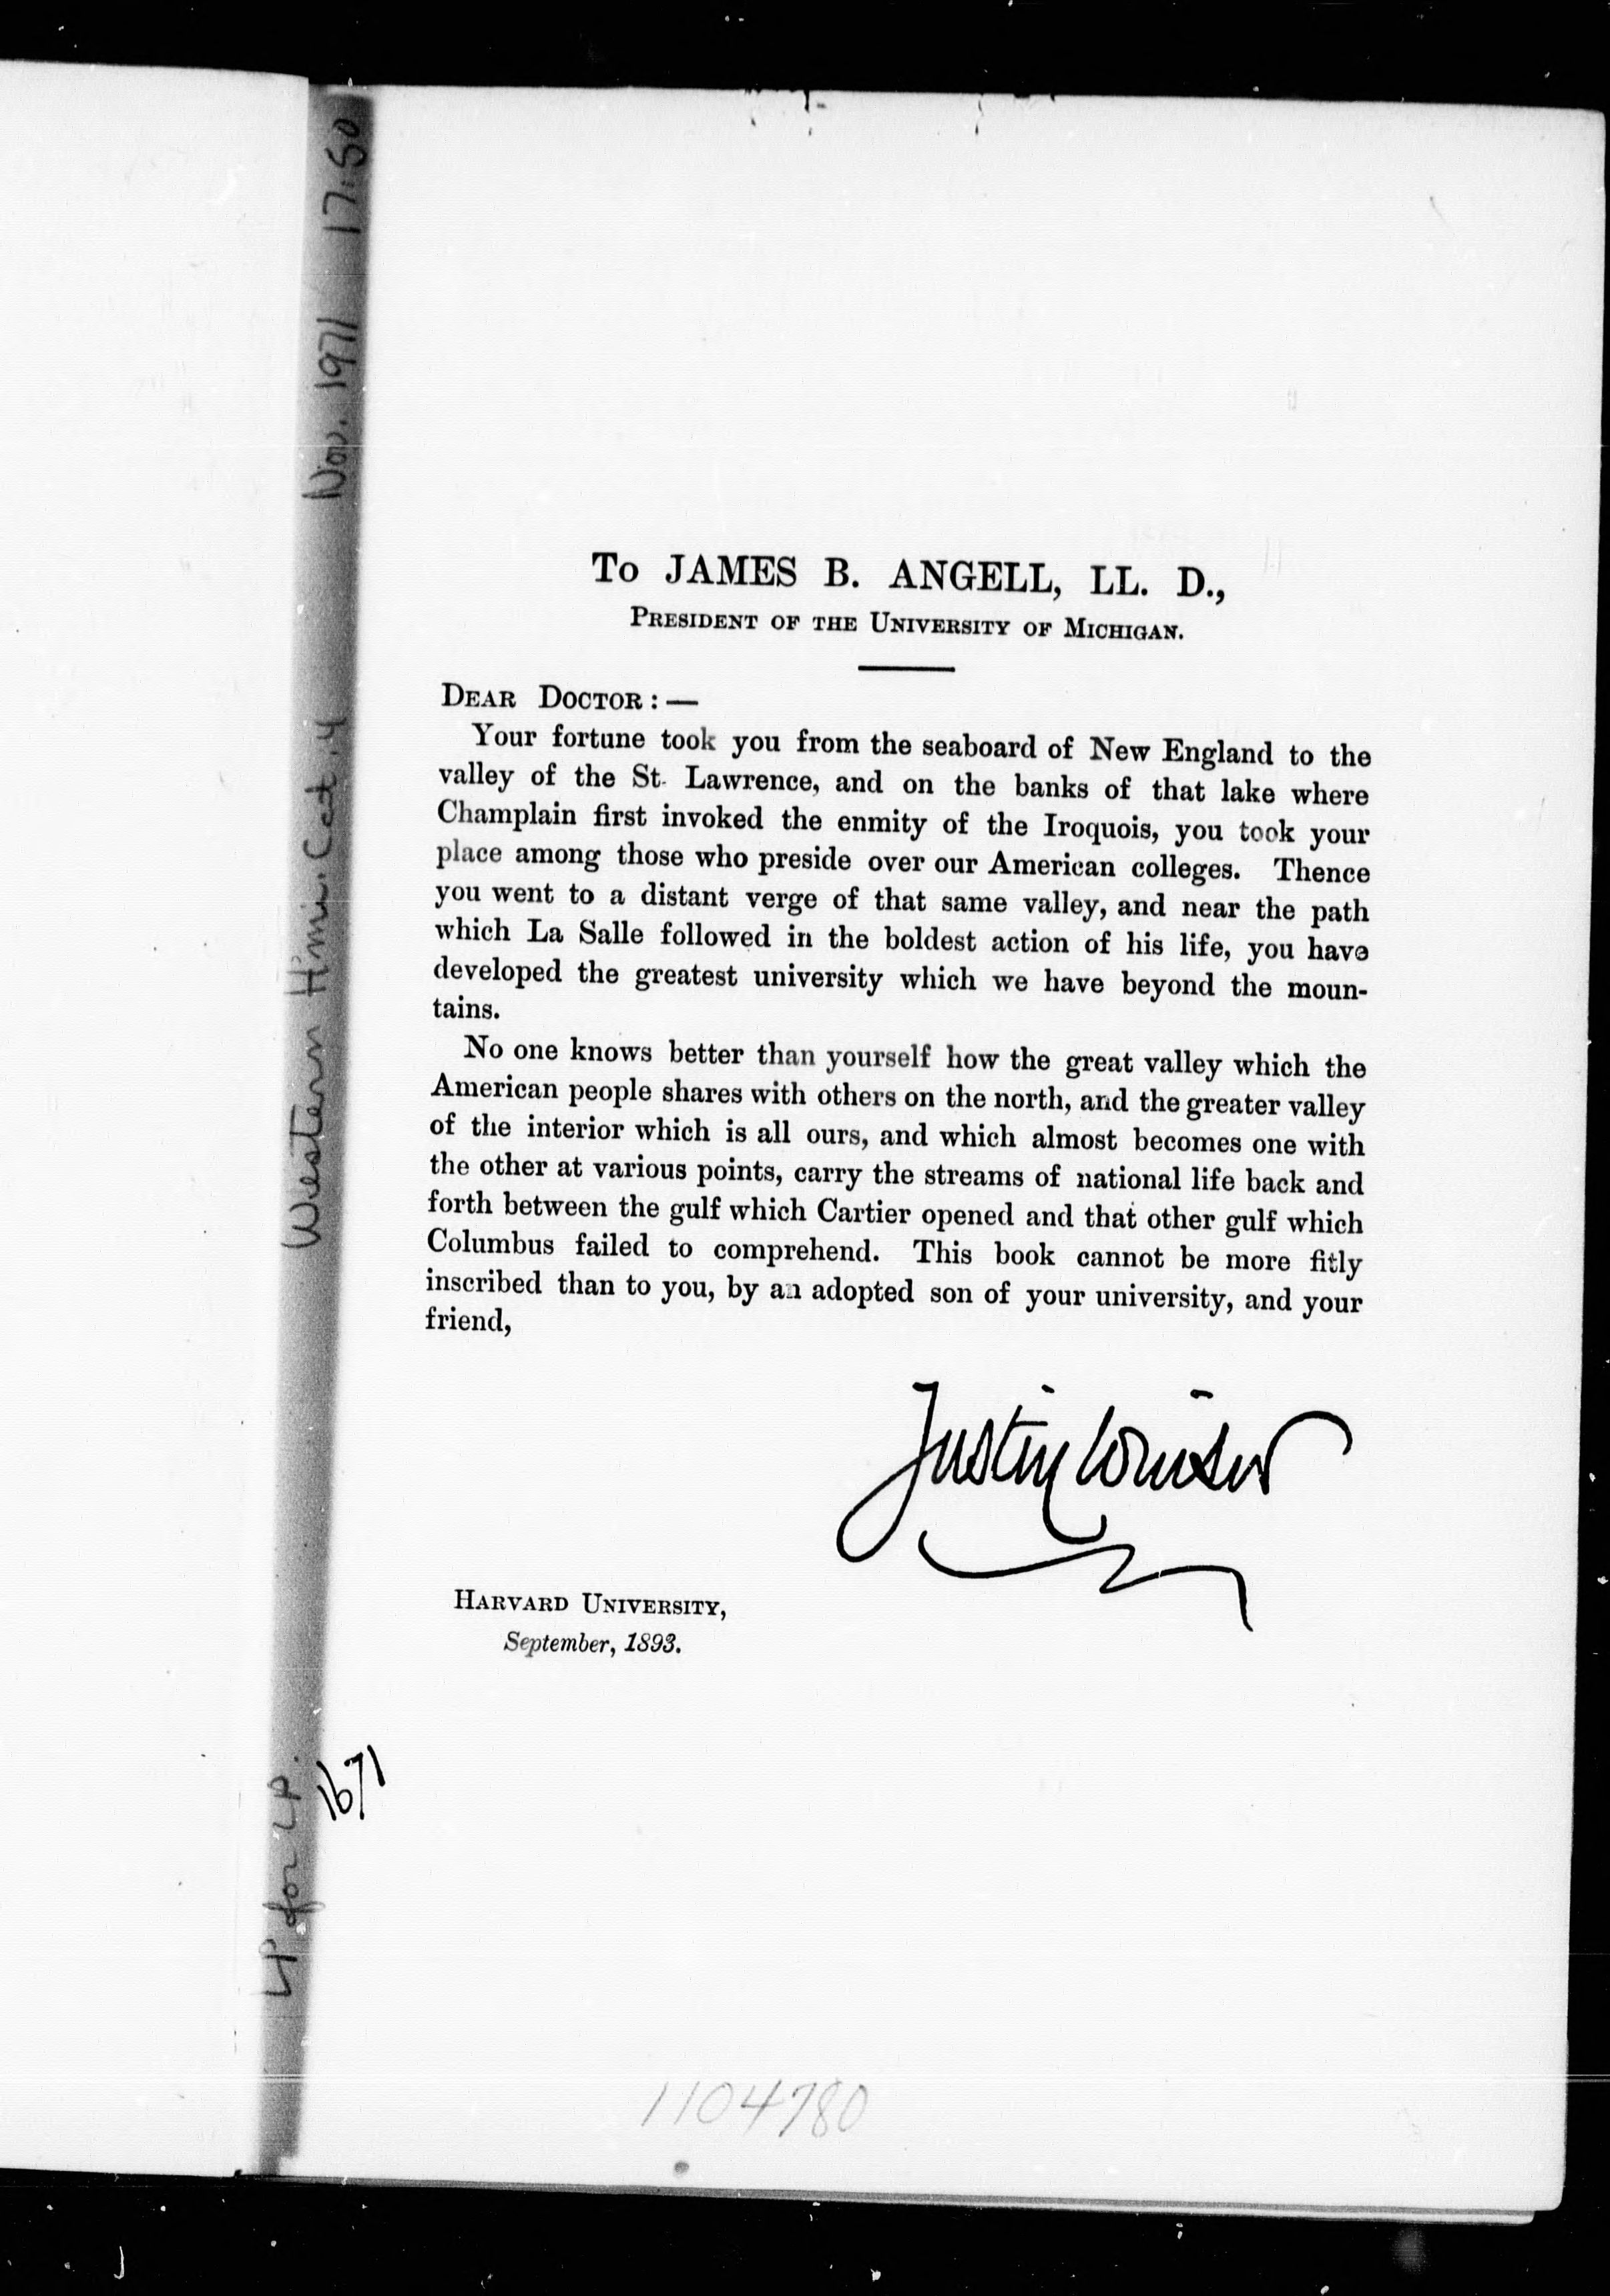 To JAMES B. ANGELL, LL. D.,
PRESIDENT OF THE UNIVERSITY OF MICHIGAN.
DEAR DOCTOR : —
Your fortune took you from the seaboard of New England to the
valley of the St. Lawrence, and on the banks of that lake where
Champlain first invoked the enmity of the Iroquois, you took your
place among those who preside over our American colleges. Thence
you went to a distant verge of that same valley, and near the path
which La Salle followed in the boldest action of his life, you have
developed the greatest university which we have beyond the moun-
tains.
No one knows better than yourself how the great valley which the
American people shares with others on the north, and the greater valley
of the interior which is all ours, and which almost becomes one with
the other at various points, carry the streams of national life back and
forth between the gulf which Cartier opened and that other gulf which
Columbus failed to comprehend. This book cannot be more fitly
inscribed than to you, by an adopted son of your university, and your
friend,
Justin Winsor
HARVARD UNIVERSITY,
September, 1893.
1104780
Western Nov. 1971 17:50
1671